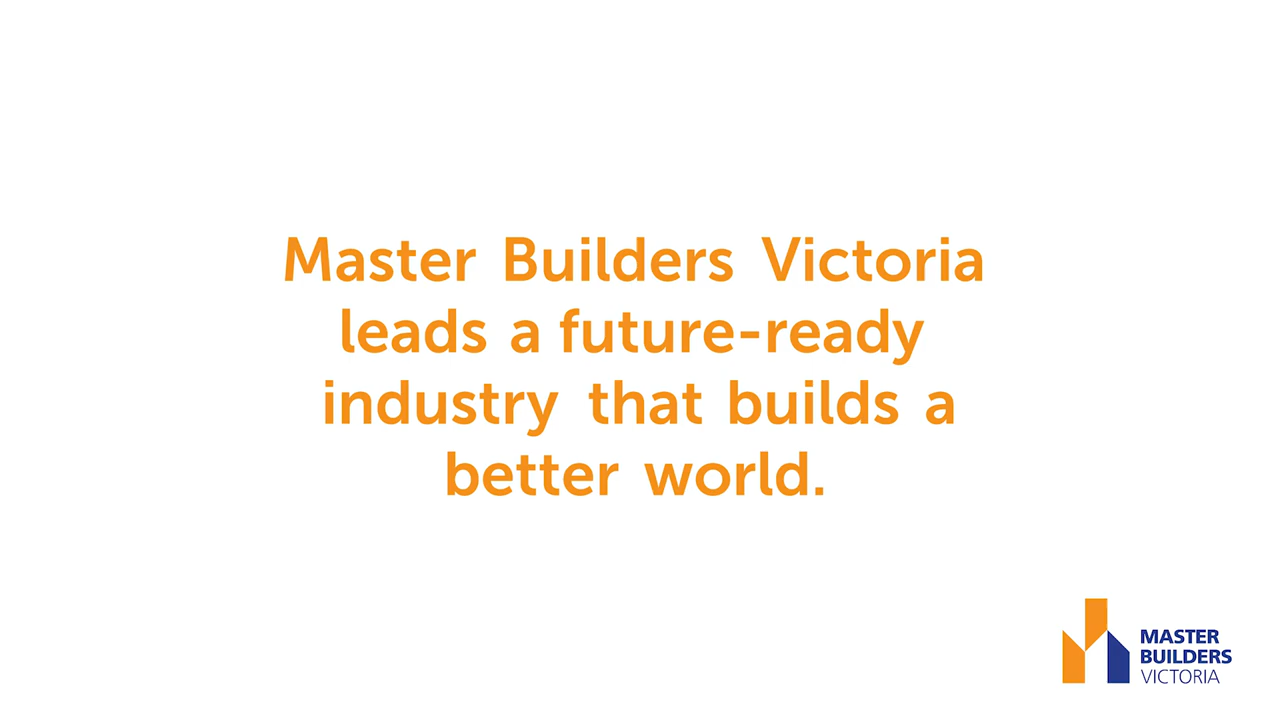 Master Builders Victoria
leads a future-ready
industry that builds a
better world.
MASTER
BUILDERS
VICTORIA